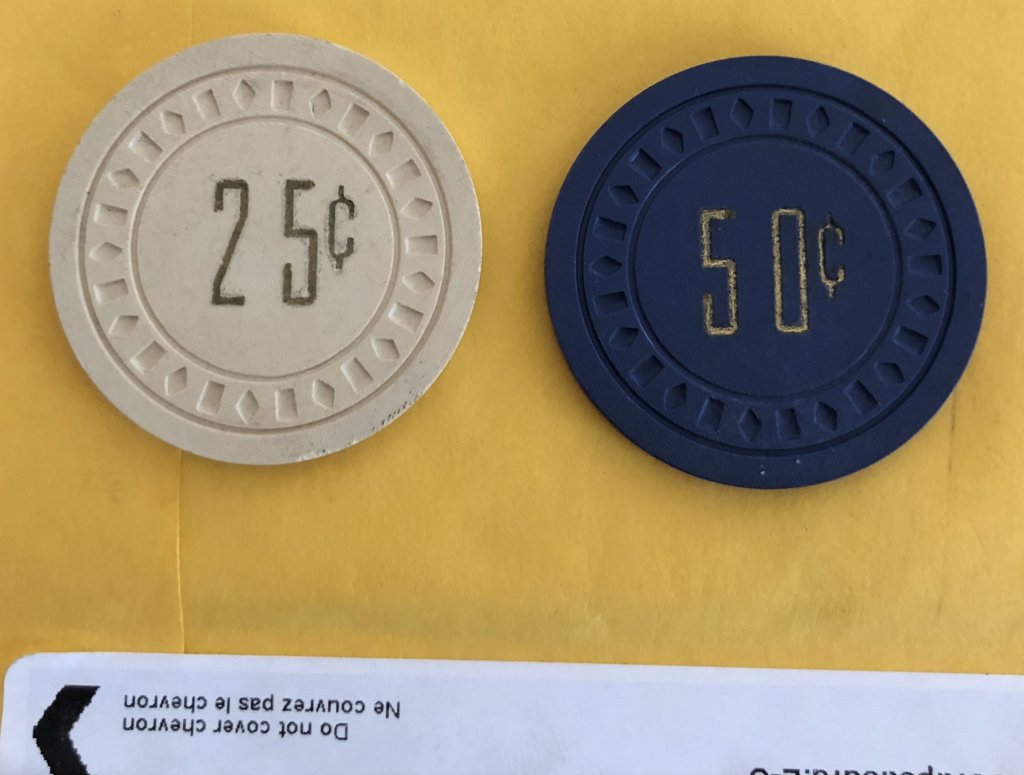 25¢
50¢
Do not cover chevron
Ne couvrez pas le chevron